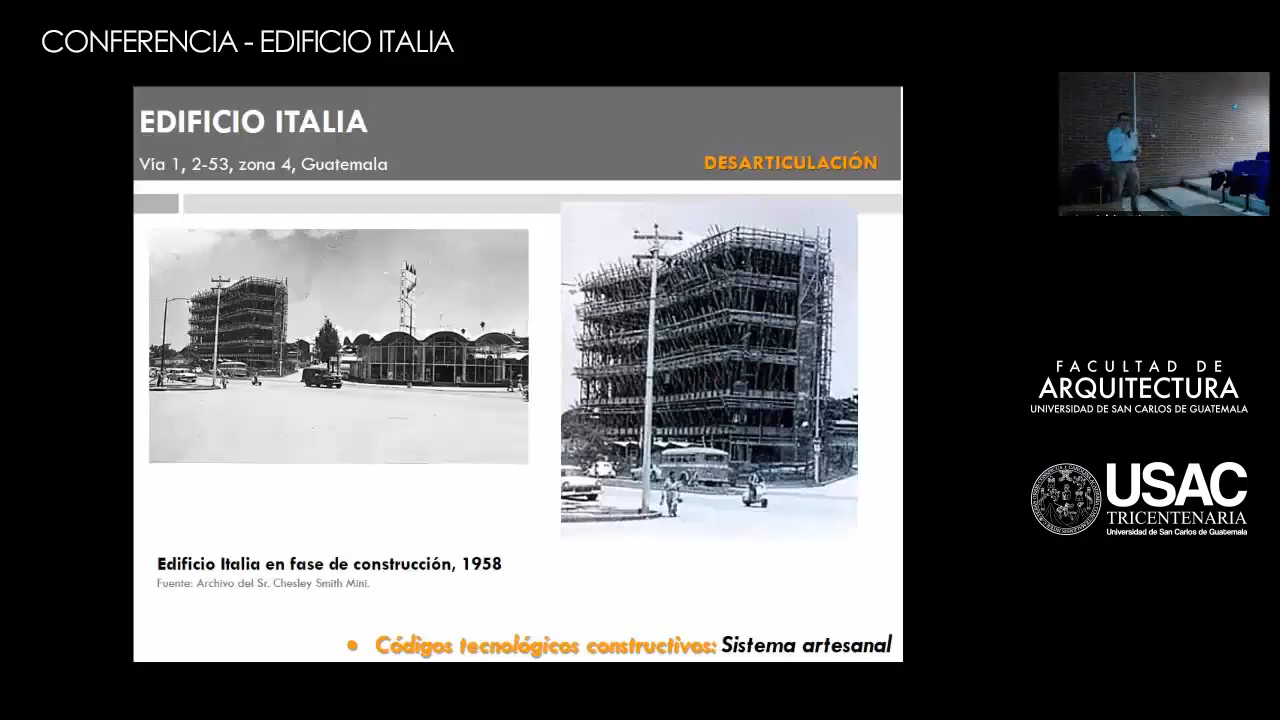 CONFERENCIA - EDIFICIO ITALIA
EDIFICIO ITALIA
Vía 1, 2-53, zona 4, Guatemala
DESARTICULACIÓN
Edificio Italia en fase de construcción, 1958
Fuente: Archivo del Sr. Chesley Smith Mini.
• Códigos tecnológicos constructivos: Sistema artesanal
FACULTAD DE
ARQUITECTURA
UNIVERSIDAD DE SAN CARLOS DE GUATEMALA
USAC
TRICENTENARIA
Universidad de San Carlos de Guatemala